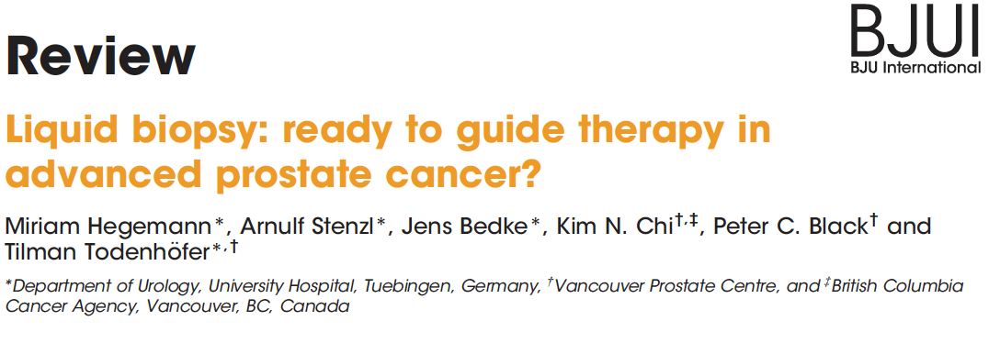 BJUI
BJU International
Review
Liquid biopsy: ready to guide therapy in
advanced prostate cancer?
Miriam Hegemann*, Arnulf Stenzl*, Jens Bedke*, Kim N. Chi†,‡, Peter C. Black† and
Tilman Todenhöfer*,†
*Department of Urology, University Hospital, Tuebingen, Germany, †Vancouver Prostate Centre, and ‡British Columbia
Cancer Agency, Vancouver, BC, Canada